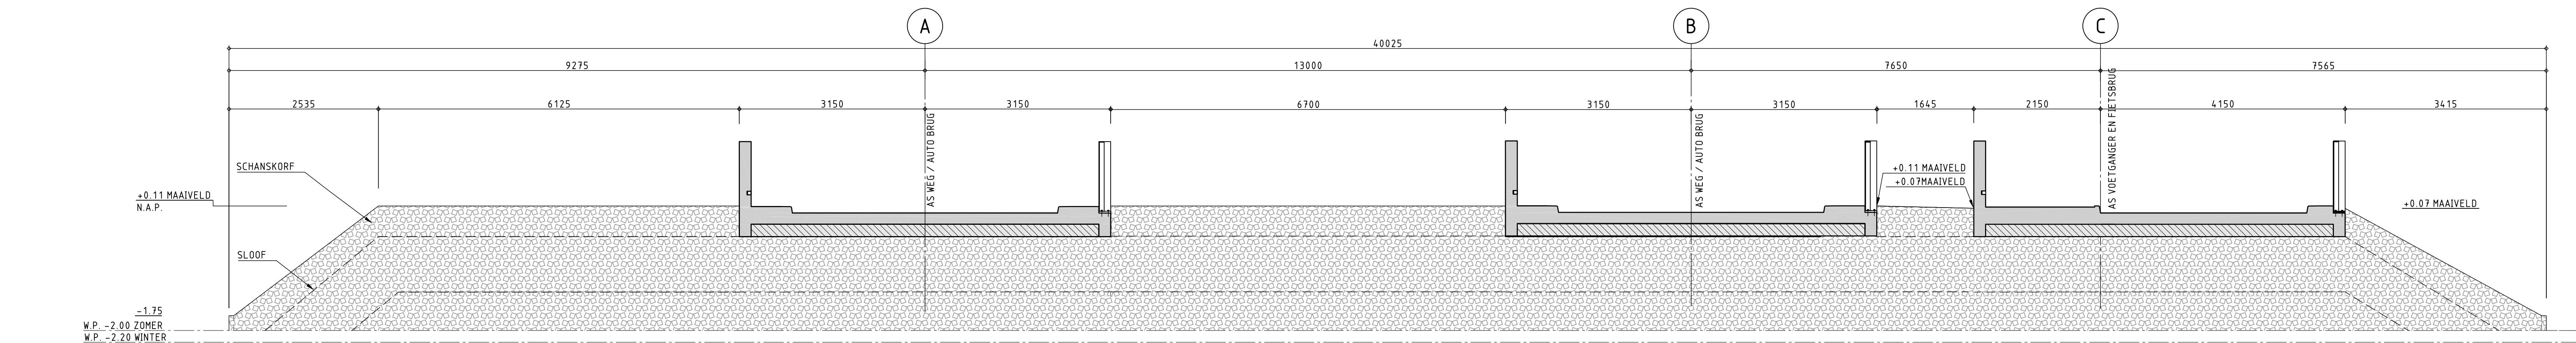 A
B
C
40025
9275
13000
7650
7565
2535
6125
3150
3150
6700
3150
3150
1645
2150
4150
3415
AS WEG / AUTO BRUG
AS WEG / AUTO BRUG
AS VOETGANGER EN FIETSBRUG
SCHANSKORF
+0.11 MAAIVELD
N.A.P.
+0.11 MAAIVELD
+0.07MAAIVELD
+0.07 MAAIVELD
SLOOF
-1.75
W.P. -2.00 ZOMER
W.P. -2.20 WINTER